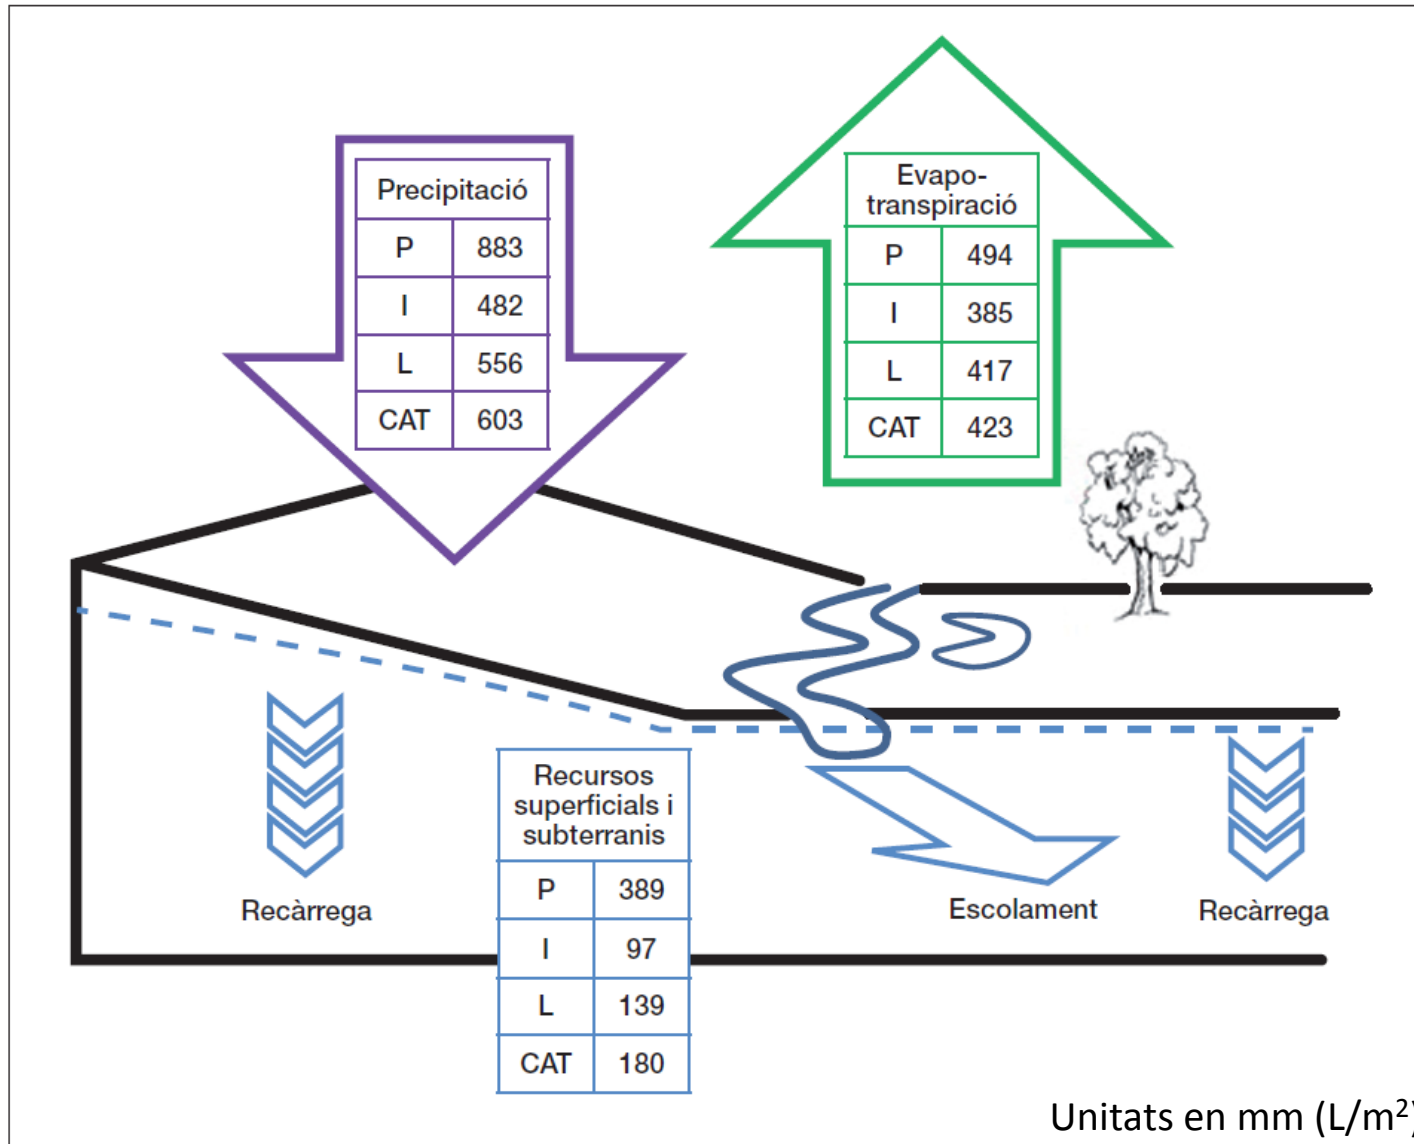 Precipitació
P 883
I 482
L 556
CAT 603
Evapo-
transpiració
P 494
I 385
L 417
CAT 423
Recursos
superficials i
subterranis
P 389
I 97
L 139
CAT 180
Recàrrega
Escolament
Recàrrega
Unitats en mm (L/m²)